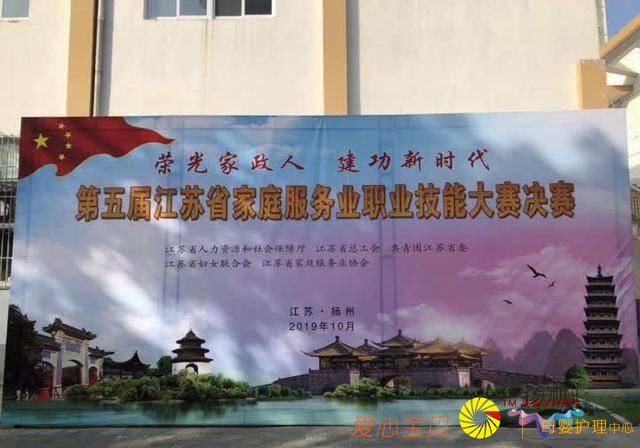 荣光家政人 建功新时代
第五届江苏省家庭服务业职业技能大赛决赛
江苏省人力资源和社会保障厅 江苏省总工会 共青团江苏省委
江苏省妇女联合会 江苏省家庭服务业协会
江苏·扬州
2019年10月
TM
爱心宝贝 母婴护理中心